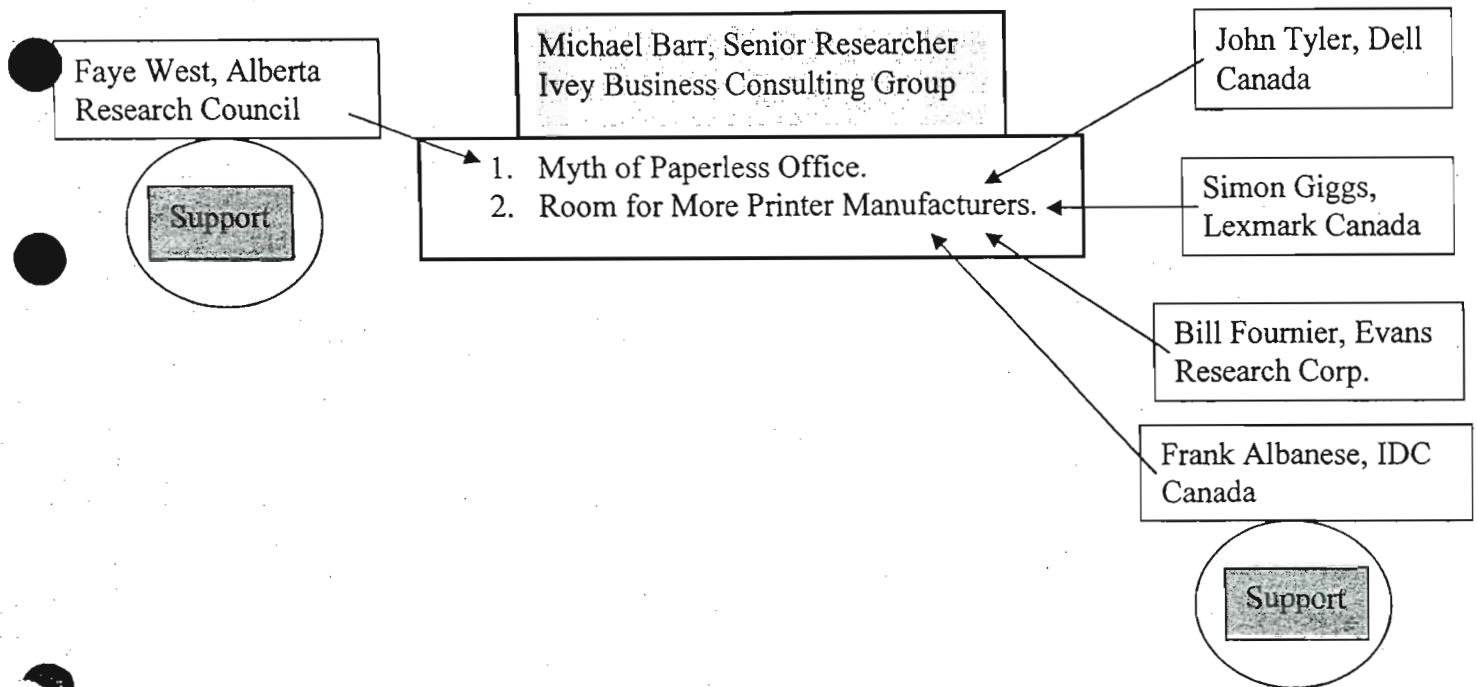 Faye West, Alberta
Research Council
Support
Michael Barr, Senior Researcher
Ivey Business Consulting Group
1. Myth of Paperless Office.
2. Room for More Printer Manufacturers.
John Tyler, Dell
Canada
Simon Giggs,
Lexmark Canada
Bill Fournier, Evans
Research Corp.
Frank Albanese, IDC
Canada
Support